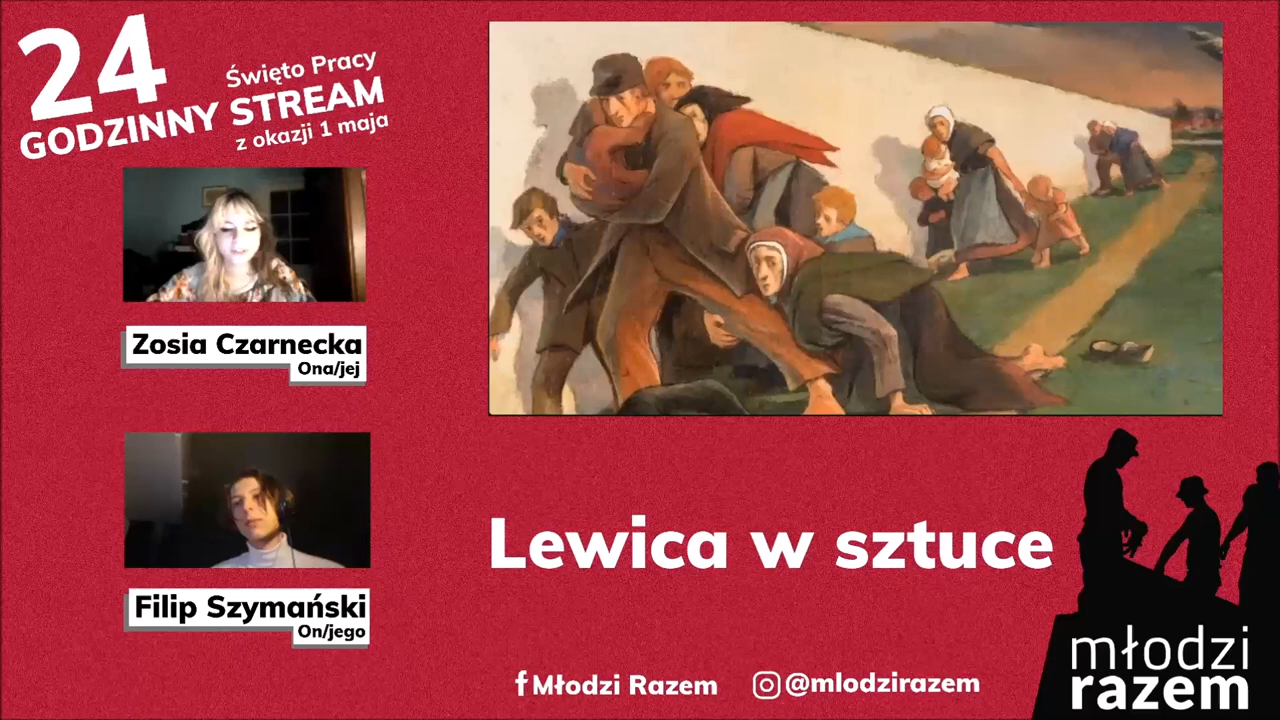 24
Święto Pracy
GODZINNY STREAM
z okazji 1 maja
Zosia Czarnecka
Ona/jej
Filip Szymański
On/jego
Lewica w sztuce
Młodzi Razem
@mlodzirazem
młodzi
razem